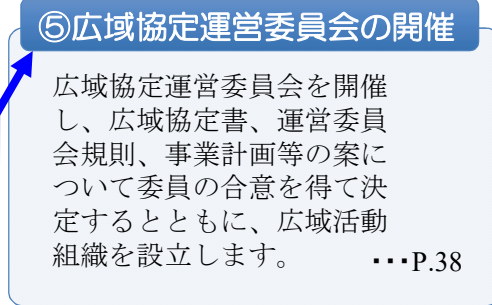 ⑤広域協定運営委員会の開催
広域協定運営委員会を開催
し、広域協定書、運営委員
会規則、事業計画等の案に
ついて委員の合意を得て決
定するとともに、広域活動
組織を設立します。 ･･･P.38